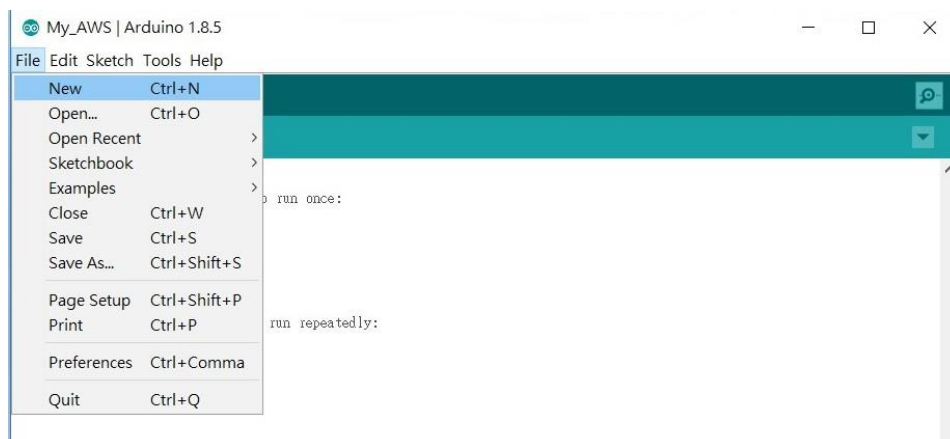 My_AWS | Arduino 1.8.5
File Edit Sketch Tools Help
New Ctrl+N
Open... Ctrl+O
Open Recent
Sketchbook
Examples
run once:
Close Ctrl+W
Save Ctrl+S
Save As... Ctrl+Shift+S
Page Setup Ctrl+Shift+P
Print Ctrl+P
run repeatedly:
Preferences Ctrl+Comma
Quit Ctrl+Q